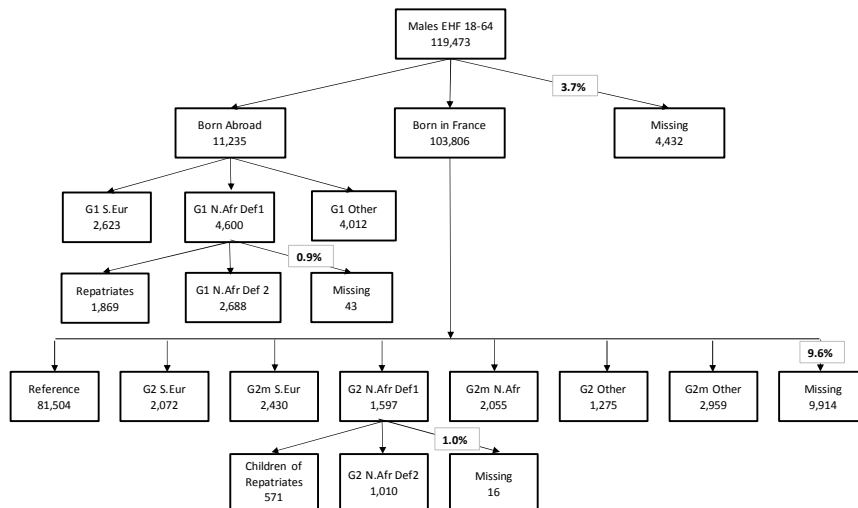 Males EHF 18-64
119,473
3.7%
Born Abroad
11,235
Born in France
103,806
Missing
4,432
G1 S.Eur
2,623
G1 N.Afr Def1
4,600
G1 Other
4,012
0.9%
Repatriates
1,869
G1 N.Afr Def 2
2,688
Missing
43
9.6%
Reference
81,504
G2 S.Eur
2,072
G2m S.Eur
2,430
G2 N.Afr Def1
1,597
G2m N.Afr
2,055
G2 Other
1,275
G2m Other
2,959
Missing
9,914
1.0%
Children of
Repatriates
571
G2 N.Afr Def2
1,010
Missing
16